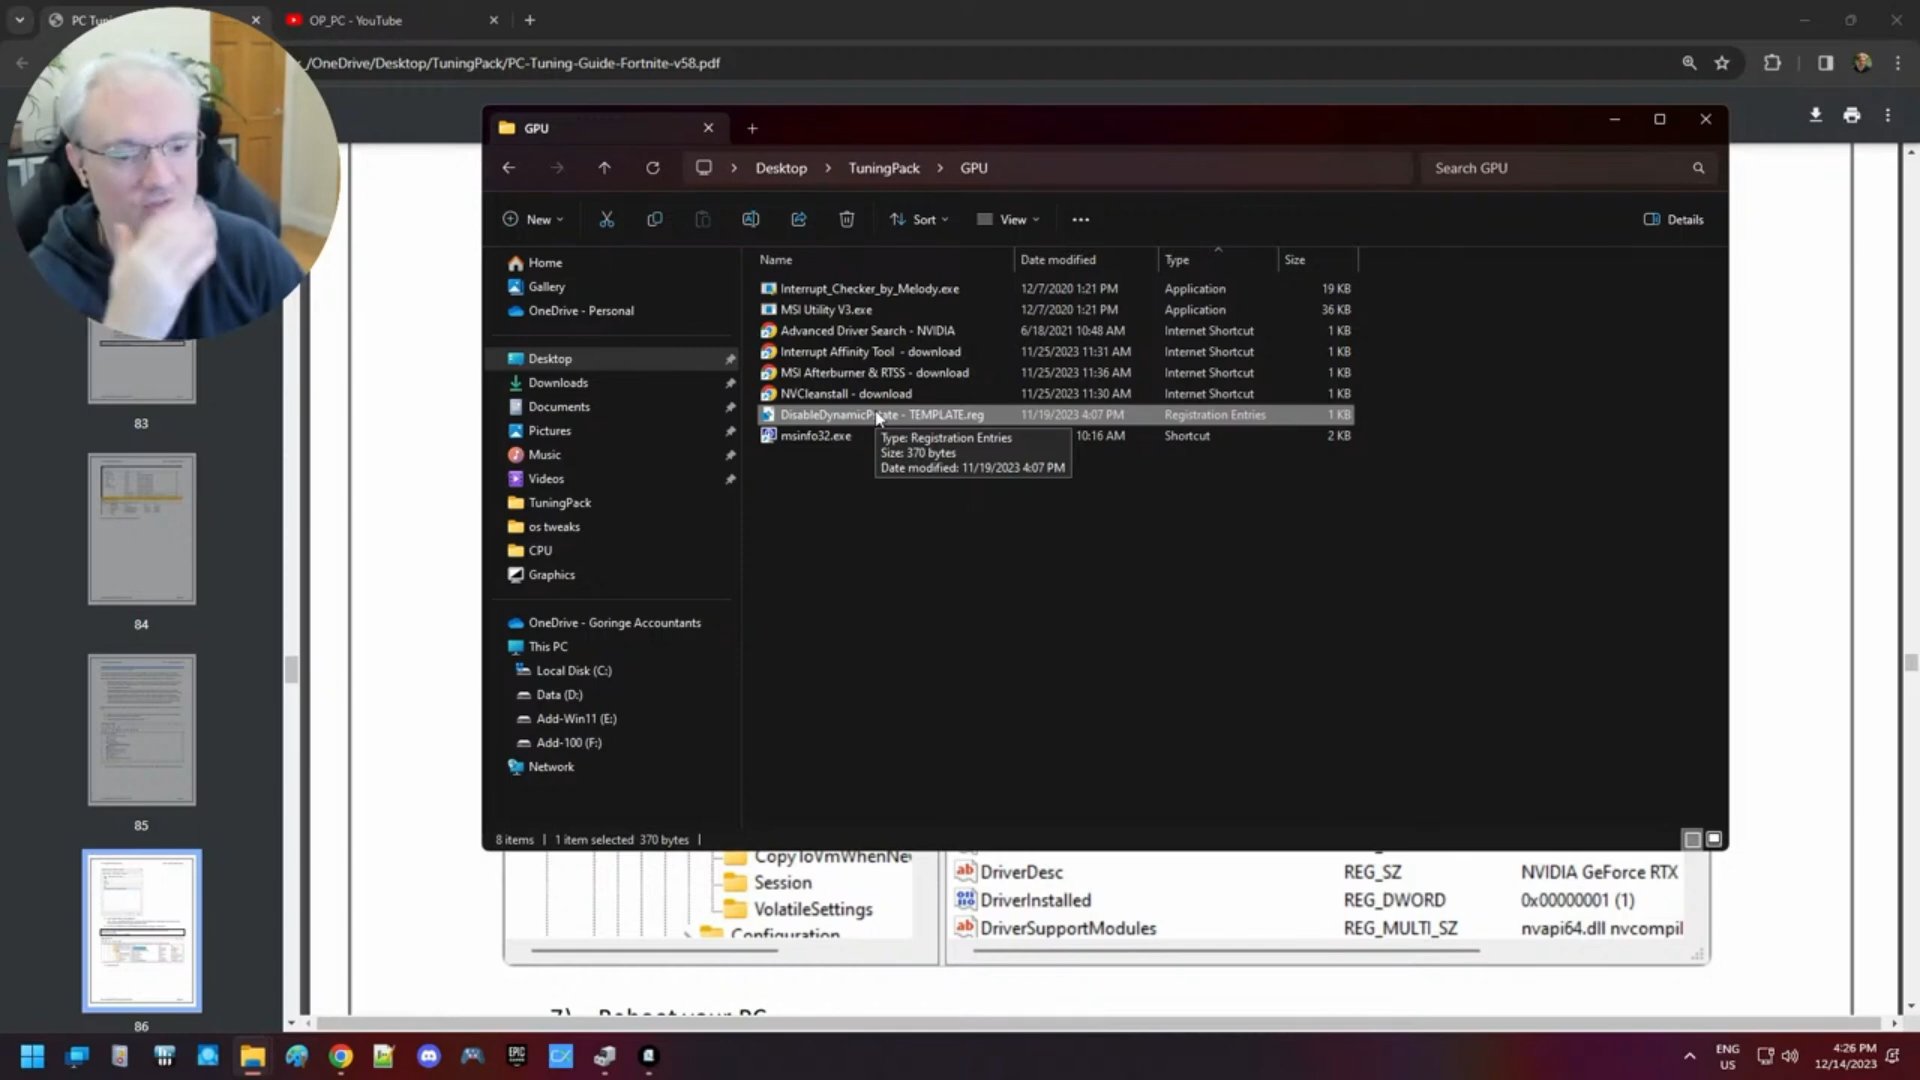 PC Tu
OP_PC - YouTube
/OneDrive/Desktop/TuningPack/PC-Tuning-Guide-Fortnite-v58.pdf
GPU
Desktop > TuningPack > GPU
Search GPU
New
Sort
View
Details
Name
Date modified
Type
Size
Home
Gallery
OneDrive - Personal
Desktop
Downloads
Documents
Pictures
Music
Videos
TuningPack
os tweaks
CPU
Graphics
OneDrive - Goringe Accountants
This PC
Local Disk (C:)
Data (D:)
Add-Win11 (E:)
Add-100 (F:)
Network
Interrupt_Checker_by_Melody.exe 12/7/2020 1:21 PM Application 19 KB
MSI Utility V3.exe 12/7/2020 1:21 PM Application 36 KB
Advanced Driver Search - NVIDIA 6/18/2021 10:48 AM Internet Shortcut 1 KB
Interrupt Affinity Tool - download 11/25/2023 11:31 AM Internet Shortcut 1 KB
MSI Afterburner & RTSS - download 11/25/2023 11:36 AM Internet Shortcut 1 KB
NVCleanstall - download 11/25/2023 11:30 AM Internet Shortcut 1 KB
DisableDynamicPstate - TEMPLATE.reg 11/19/2023 4:07 PM Registration Entries 1 KB
msinfo32.exe 10:16 AM Shortcut 2 KB
Type: Registration Entries
Size: 370 bytes
Date modified: 11/19/2023 4:07 PM
8 items | 1 item selected 370 bytes |
83
84
85
86
CopyToVmWhenNe
Session
VolatileSettings
Configuration
DriverDesc REG_SZ NVIDIA GeForce RTX
DriverInstalled REG_DWORD 0x00000001 (1)
DriverSupportModules REG_MULTI_SZ nvapi64.dll nvcompil
7) Reboot your PC
EPIC
ENG
US
4:26 PM
12/14/2023